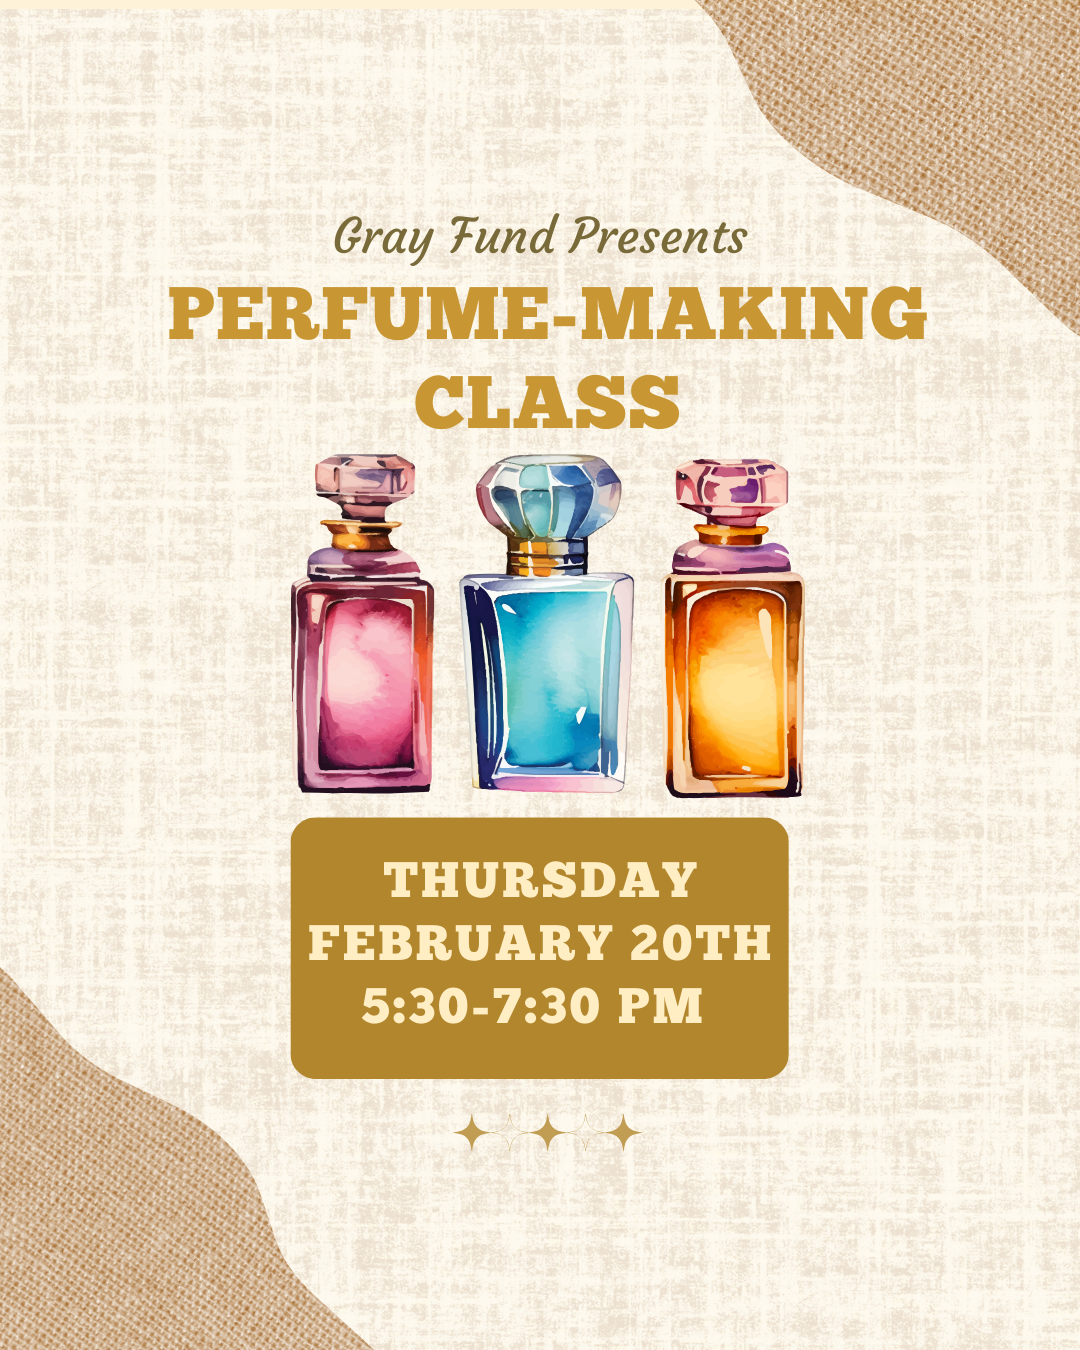 Gray Fund Presents
PERFUME-MAKING
CLASS
THURSDAY
FEBRUARY 20TH
5:30-7:30 PM